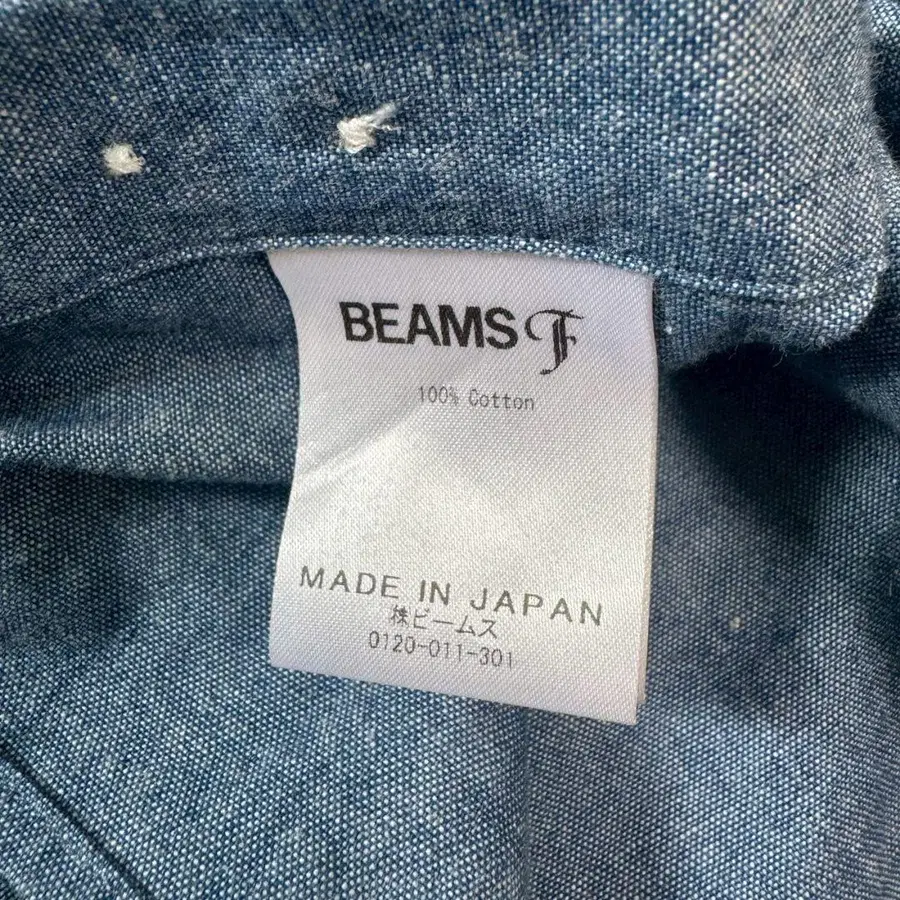 BEAMS F
100% Cotton
MADE IN JAPAN
株ビームス
0120-011-301